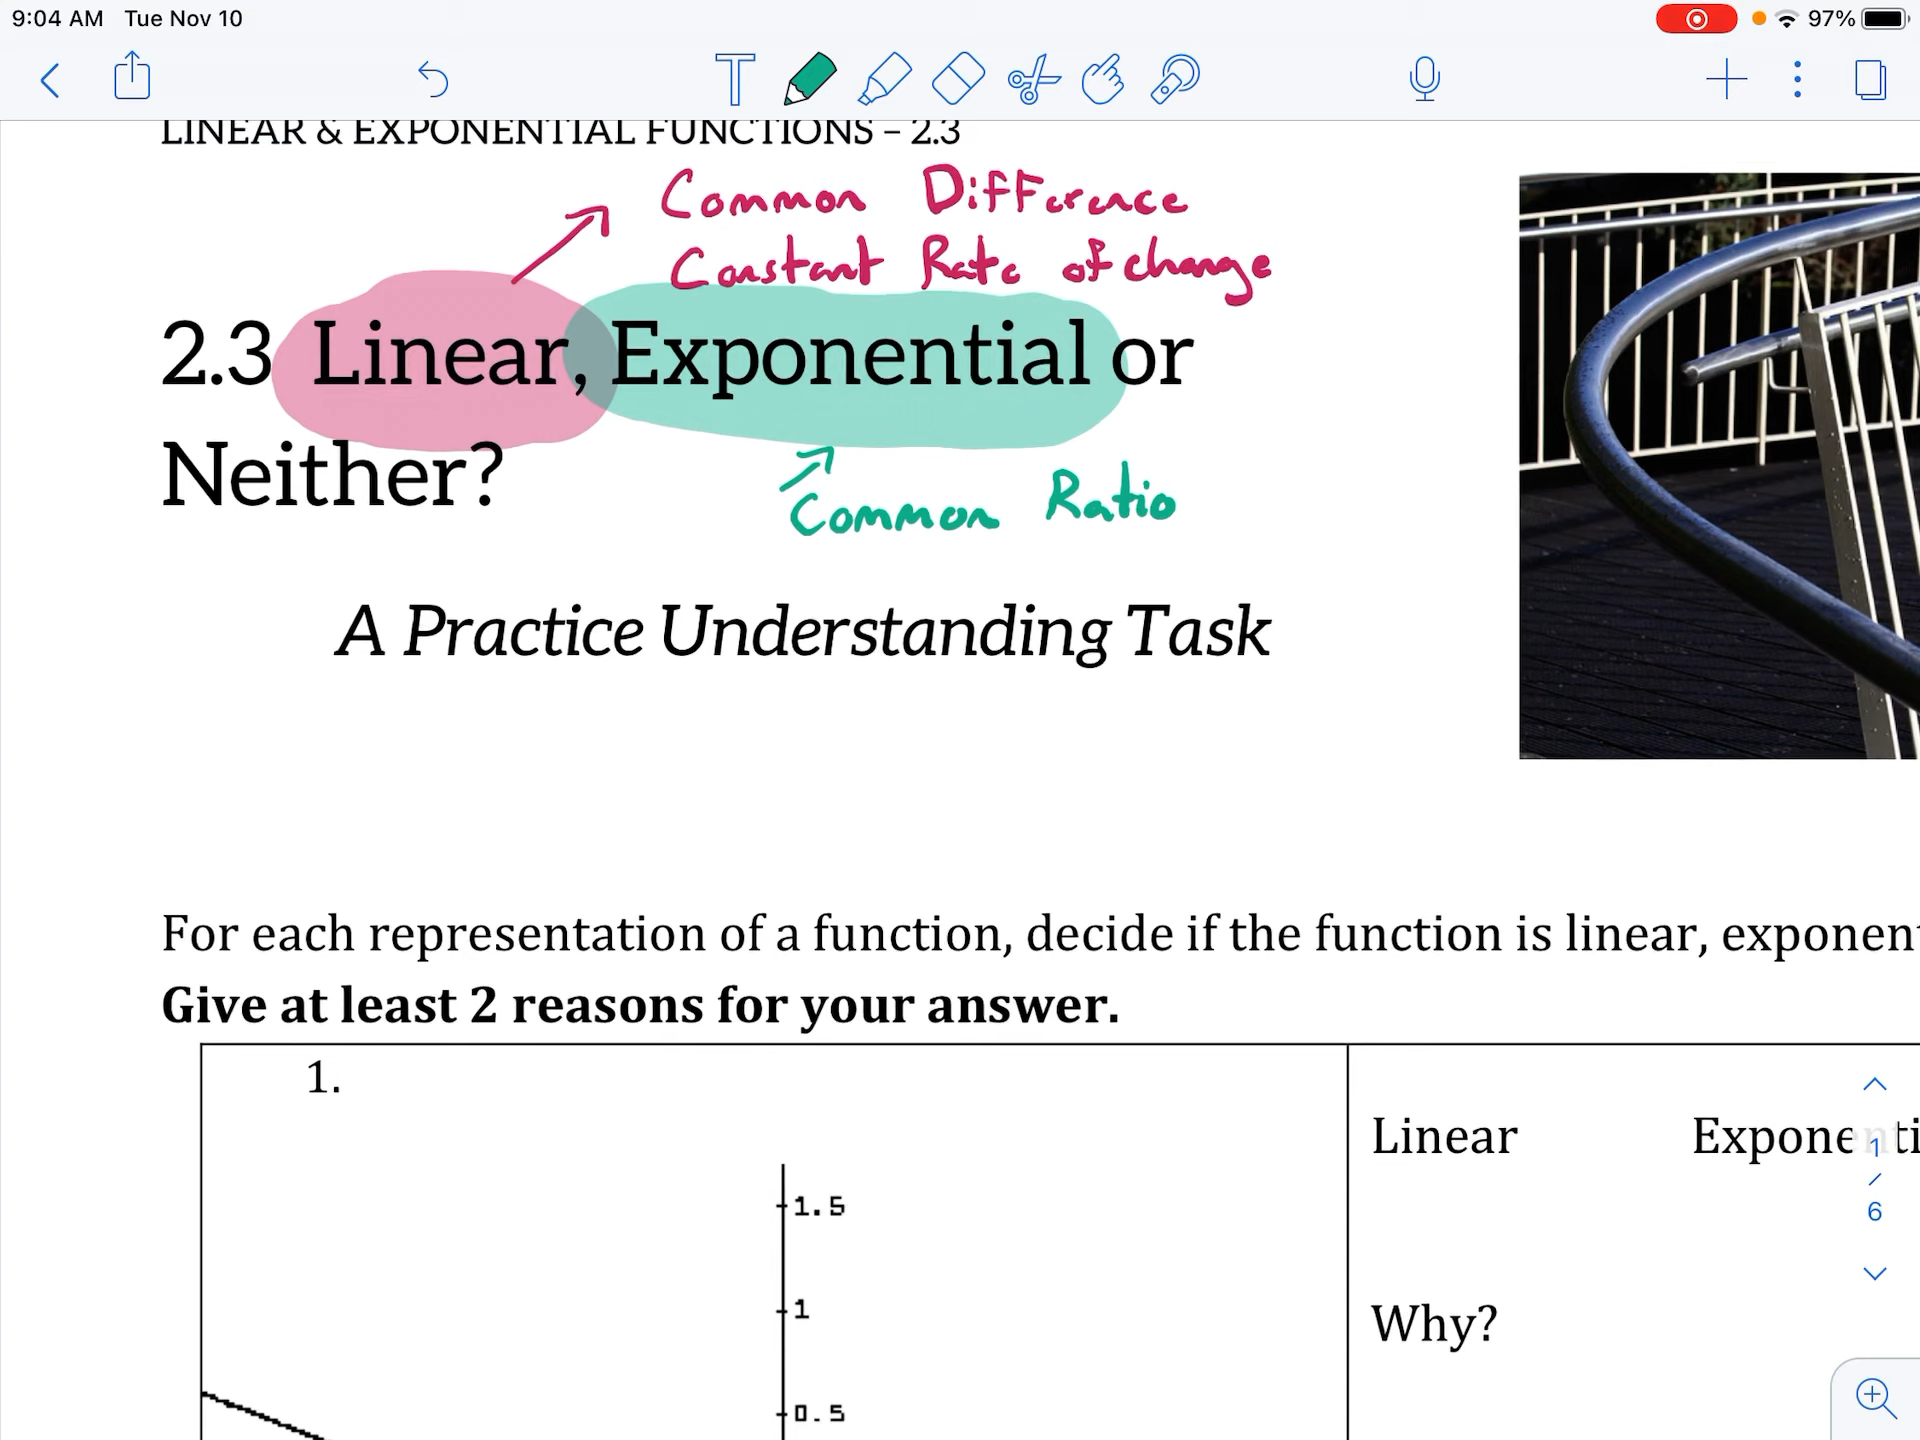 9:04 AM Tue Nov 10 97%
T
LINEAR & EXPONENTIAL FUNCTIONS – 2.3
Common Difference
Constant Rate of change
2.3 Linear, Exponential or
Neither?
Common Ratio
A Practice Understanding Task
For each representation of a function, decide if the function is linear, exponent
Give at least 2 reasons for your answer.
1.
Linear Exponenti
1
/
6
1.5
1
Why?
0.5